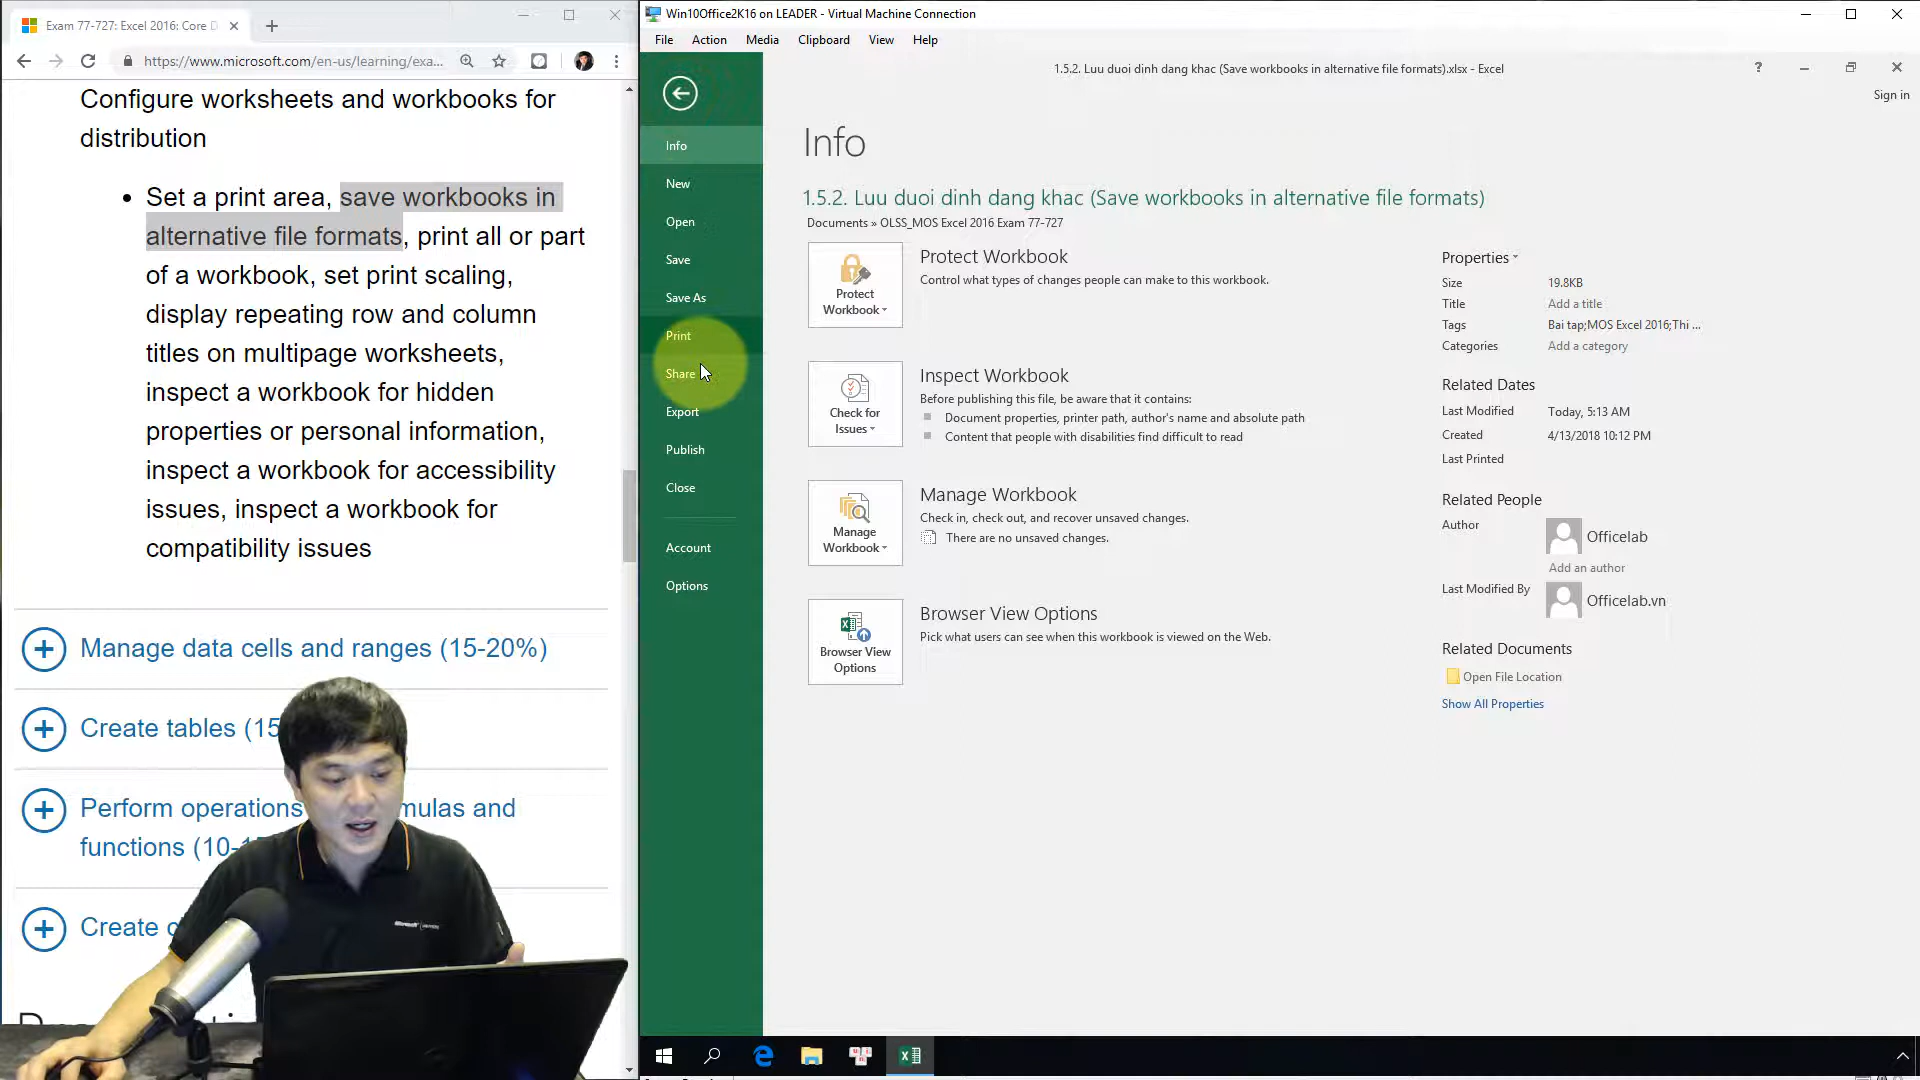 Exam 77-727: Excel 2016: Core D
https://www.microsoft.com/en-us/learning/exa...
Configure worksheets and workbooks for
distribution
Set a print area, save workbooks in
alternative file formats, print all or part
of a workbook, set print scaling,
display repeating row and column
titles on multipage worksheets,
inspect a workbook for hidden
properties or personal information,
inspect a workbook for accessibility
issues, inspect a workbook for
compatibility issues
Manage data cells and ranges (15-20%)
Create tables (15
Perform operations mulas and
functions (10-1
Create c
Win10Office2K16 on LEADER - Virtual Machine Connection
File Action Media Clipboard View Help
1.5.2. Luu duoi dinh dang khac (Save workbooks in alternative file formats).xlsx - Excel
Sign in
Info
New
Open
Save
Save As
Print
Share
Export
Publish
Close
Account
Options
Info
1.5.2. Luu duoi dinh dang khac (Save workbooks in alternative file formats)
Documents » OLSS_MOS Excel 2016 Exam 77-727
Protect
Workbook
Protect Workbook
Control what types of changes people can make to this workbook.
Check for
Issues
Inspect Workbook
Before publishing this file, be aware that it contains:
Document properties, printer path, author's name and absolute path
Content that people with disabilities find difficult to read
Manage
Workbook
Manage Workbook
Check in, check out, and recover unsaved changes.
There are no unsaved changes.
Browser View
Options
Browser View Options
Pick what users can see when this workbook is viewed on the Web.
Properties
Size 19.8KB
Title Add a title
Tags Bai tap;MOS Excel 2016;Thi ...
Categories Add a category
Related Dates
Last Modified Today, 5:13 AM
Created 4/13/2018 10:12 PM
Last Printed
Related People
Author Officelab
Add an author
Last Modified By Officelab.vn
Related Documents
Open File Location
Show All Properties